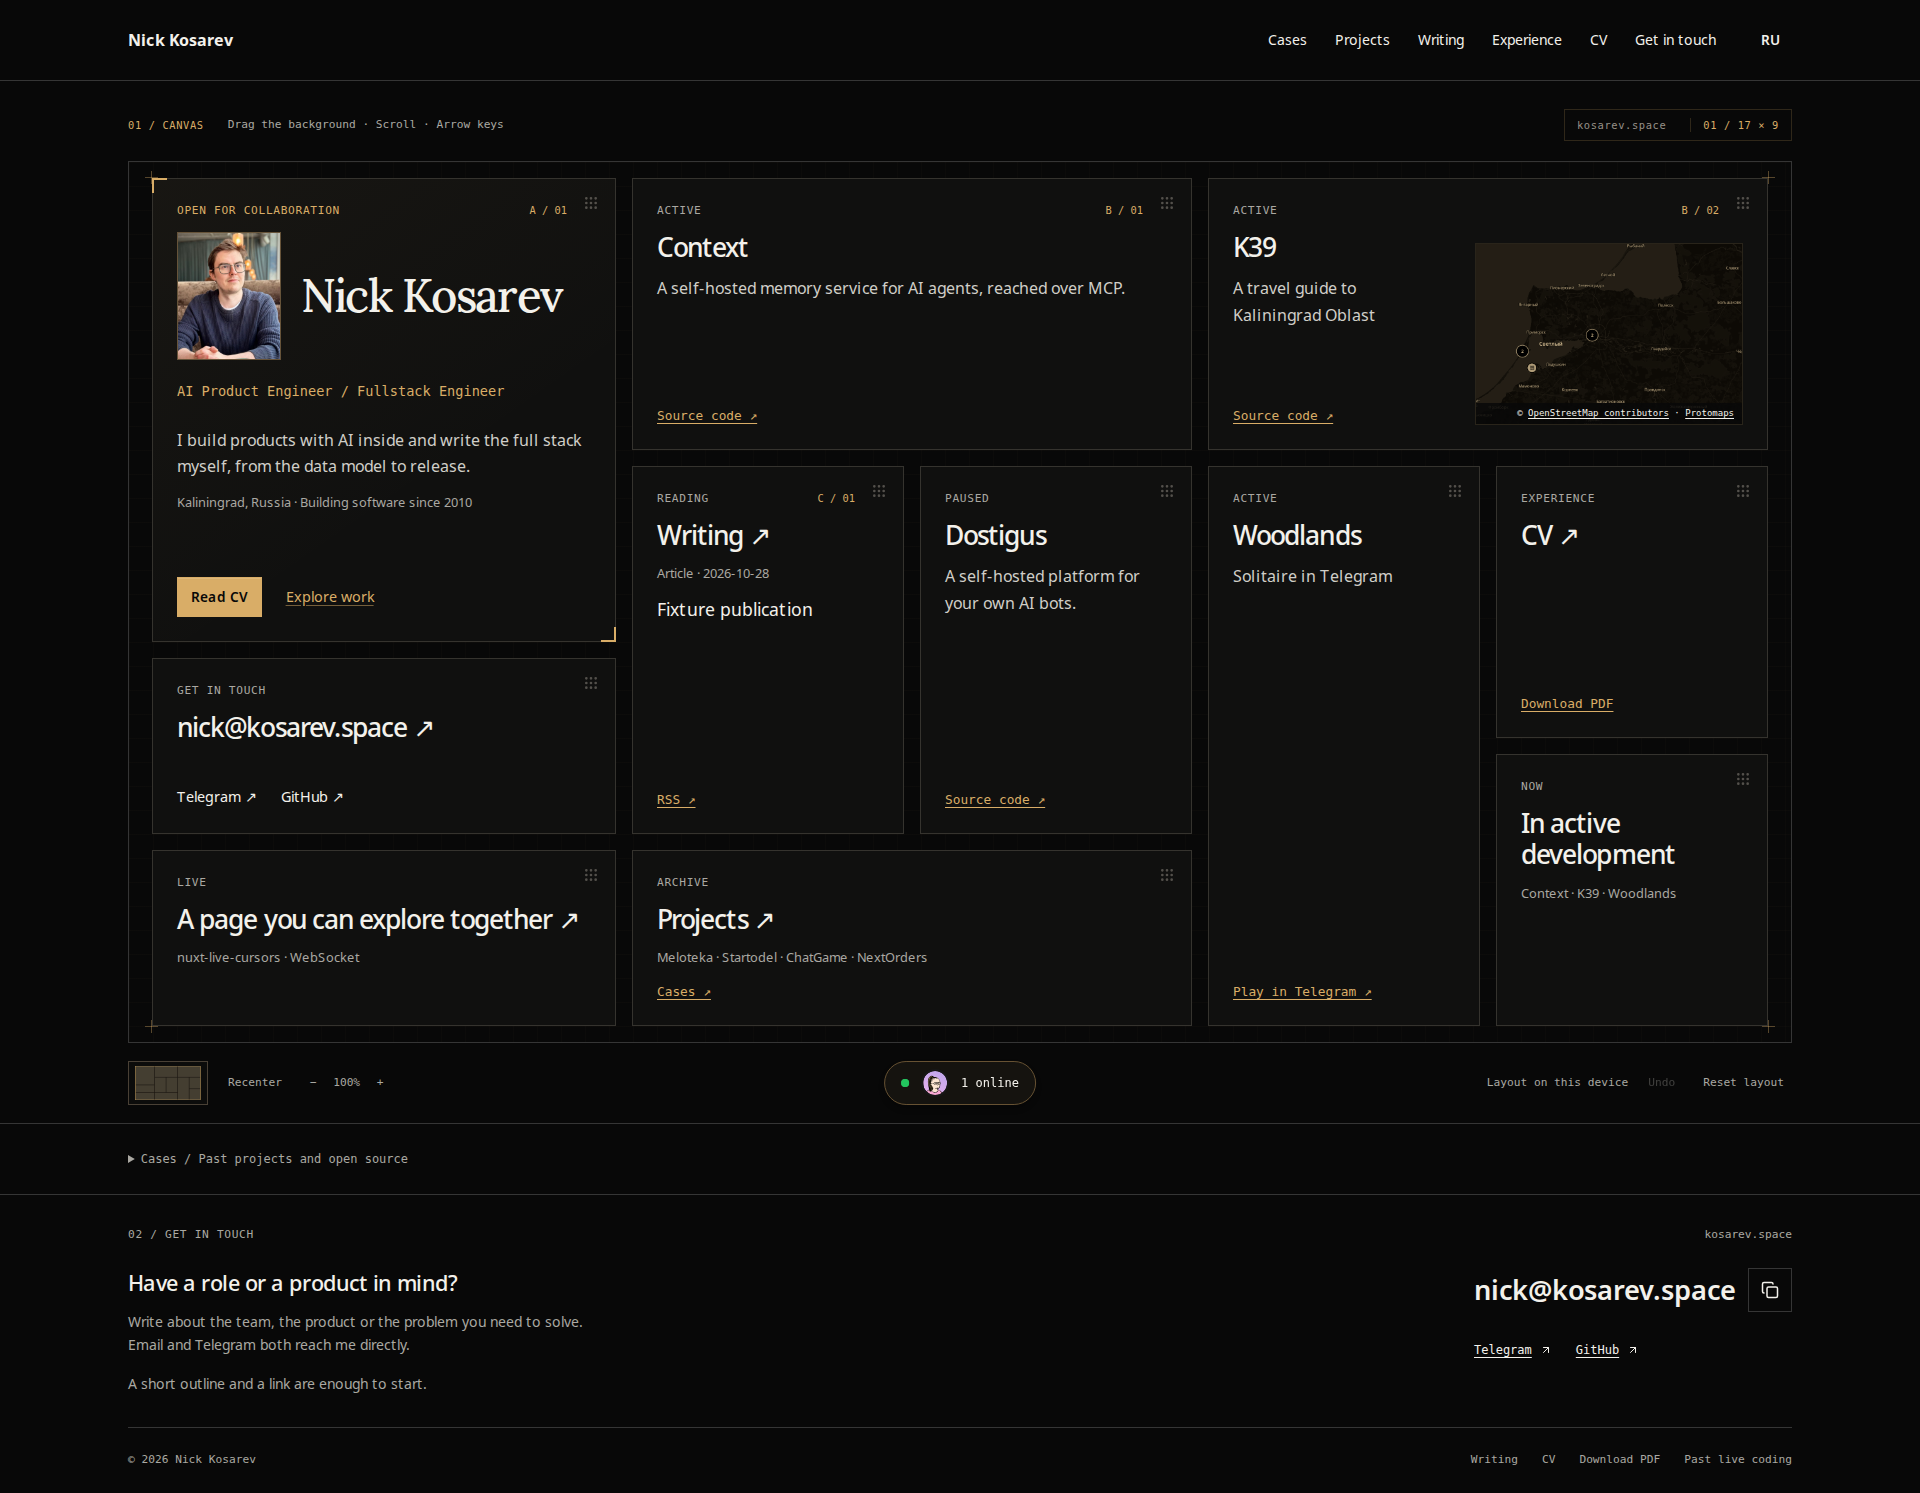 Nick Kosarev
Cases Projects Writing Experience CV Get in touch RU
01 / CANVAS Drag the background · Scroll · Arrow keys
kosarev.space 01 / 17 × 9
OPEN FOR COLLABORATION A / 01
Nick Kosarev
AI Product Engineer / Fullstack Engineer
I build products with AI inside and write the full stack
myself, from the data model to release.
Kaliningrad, Russia · Building software since 2010
Read CV Explore work
ACTIVE B / 01
Context
A self-hosted memory service for AI agents, reached over MCP.
Source code ↗
ACTIVE B / 02
K39
A travel guide to
Kaliningrad Oblast
Source code ↗
Светлый
© OpenStreetMap contributors · Protomaps
READING C / 01
Writing ↗
Article · 2026-10-28
Fixture publication
RSS ↗
PAUSED
Dostigus
A self-hosted platform for
your own AI bots.
Source code ↗
ACTIVE
Woodlands
Solitaire in Telegram
Play in Telegram ↗
EXPERIENCE
CV ↗
Download PDF
GET IN TOUCH
nick@kosarev.space ↗
Telegram ↗ GitHub ↗
NOW
In active
development
Context · K39 · Woodlands
LIVE
A page you can explore together ↗
nuxt-live-cursors · WebSocket
ARCHIVE
Projects ↗
Meloteka · Startodel · ChatGame · NextOrders
Cases ↗
Recenter − 100% +
1 online
Layout on this device Undo Reset layout
Cases / Past projects and open source
02 / GET IN TOUCH
kosarev.space
Have a role or a product in mind?
Write about the team, the product or the problem you need to solve.
Email and Telegram both reach me directly.
A short outline and a link are enough to start.
nick@kosarev.space
Telegram ↗ GitHub ↗
© 2026 Nick Kosarev
Writing CV Download PDF Past live coding